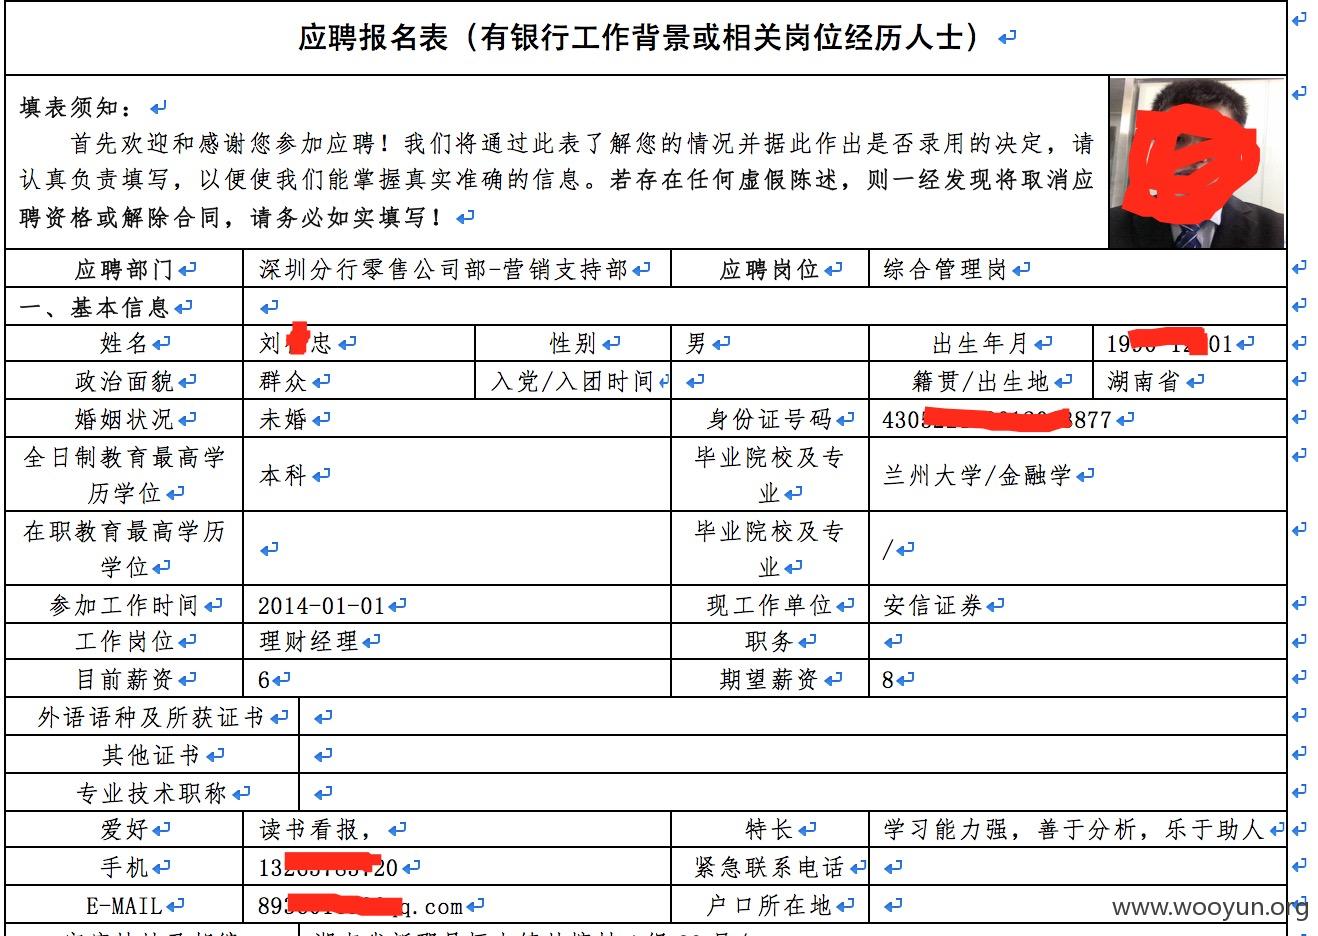 应聘报名表（有银行工作背景或相关岗位经历人士）
填表须知：
首先欢迎和感谢您参加应聘！我们将通过此表了解您的情况并据此作出是否录用的决定，请
认真负责填写，以便使我们能掌握真实准确的信息。若存在任何虚假陈述，则一经发现将取消应
聘资格或解除合同，请务必如实填写！
应聘部门 深圳分行零售公司部-营销支持部 应聘岗位 综合管理岗
一、基本信息
姓名 刘 忠 性别 男 出生年月 01
政治面貌 群众 入党/入团时间 籍贯/出生地 湖南省
婚姻状况 未婚 身份证号码 430 877
全日制教育最高学历学位 本科 毕业院校及专业 兰州大学/金融学
在职教育最高学历学位 毕业院校及专业 /
参加工作时间 2014-01-01 现工作单位 安信证券
工作岗位 理财经理 职务
目前薪资 6 期望薪资 8
外语语种及所获证书
其他证书
专业技术职称
爱好 读书看报， 特长 学习能力强，善于分析，乐于助人
手机 13 20 紧急联系电话
E-MAIL 89 q.com 户口所在地
www.wooyun.org